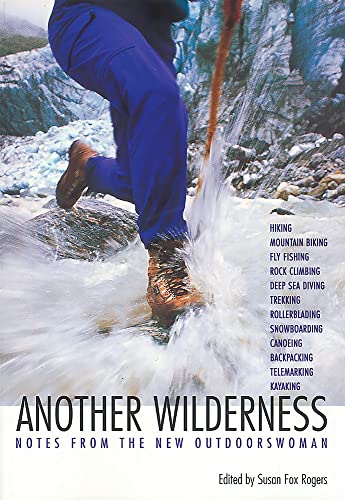 HIKING
MOUNTAIN BIKING
FLY FISHING
ROCK CLIMBING
DEEP SEA DIVING
TREKKING
ROLLERBLADING
SNOWBOARDING
CANOEING
BACKPACKING
TELEMARKING
KAYAKING
ANOTHER WILDERNESS
NOTES FROM THE NEW OUTDOORSWOMAN
Edited by Susan Fox Rogers